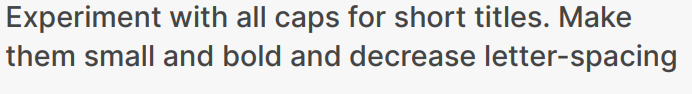 Experiment with all caps for short titles. Make
them small and bold and decrease letter-spacing